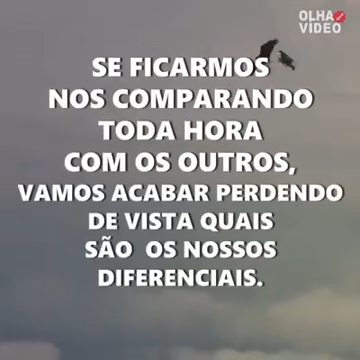 OLHA
VIDEO
SE FICARMOS
NOS COMPARANDO
TODA HORA
COM OS OUTROS,
VAMOS ACABAR PERDENDO
DE VISTA QUAIS
SÃO OS NOSSOS
DIFERENCIAIS.